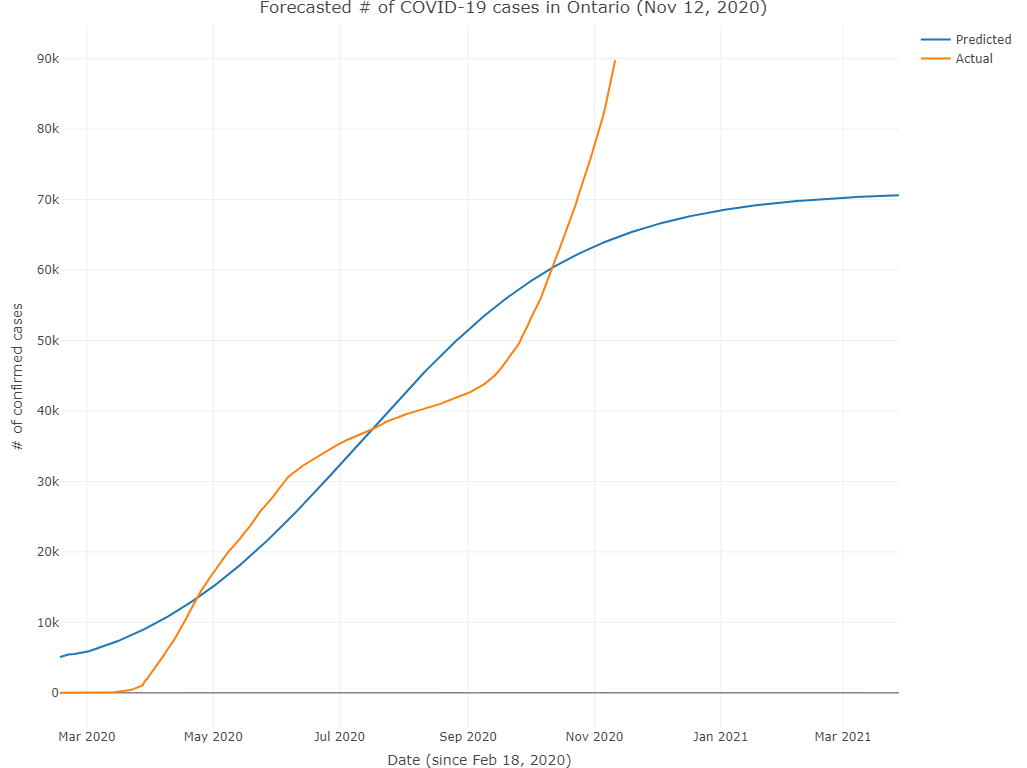 Forecasted # of COVID-19 cases in Ontario (Nov 12, 2020)
Predicted
Actual
90k
80k
70k
60k
50k
40k
30k
20k
10k
0
# of confirmed cases
Mar 2020 May 2020 Jul 2020 Sep 2020 Nov 2020 Jan 2021 Mar 2021
Date (since Feb 18, 2020)